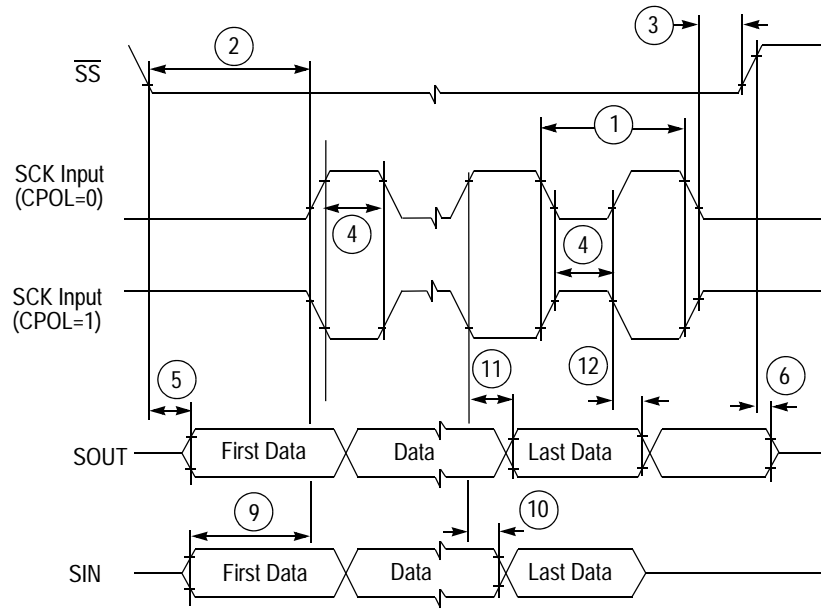 3
2
SS
1
SCK Input
(CPOL=0)
4
4
SCK Input
(CPOL=1)
5
11
12
6
SOUT
First Data
Data
Last Data
9
10
SIN
First Data
Data
Last Data